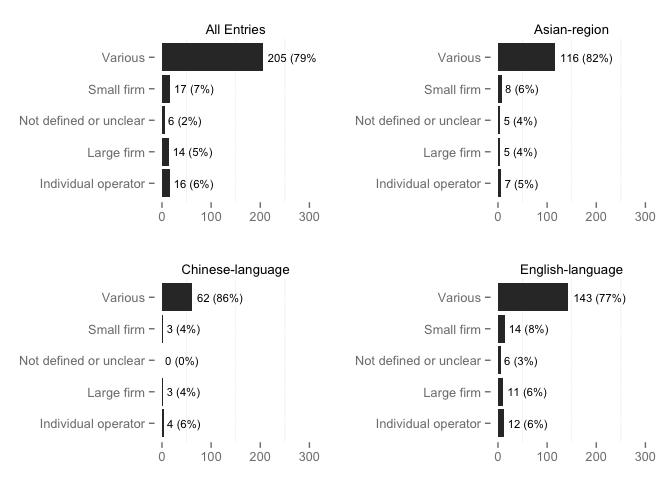 All Entries
Various
205 (79%
Small firm
17 (7%)
Not defined or unclear
6 (2%)
Large firm
14 (5%)
Individual operator
16 (6%)
0 100 200 300
Asian-region
Various
116 (82%)
Small firm
8 (6%)
Not defined or unclear
5 (4%)
Large firm
5 (4%)
Individual operator
7 (5%)
0 100 200 300
Chinese-language
Various
62 (86%)
Small firm
3 (4%)
Not defined or unclear
0 (0%)
Large firm
3 (4%)
Individual operator
4 (6%)
0 100 200 300
English-language
Various
143 (77%)
Small firm
14 (8%)
Not defined or unclear
6 (3%)
Large firm
11 (6%)
Individual operator
12 (6%)
0 100 200 300